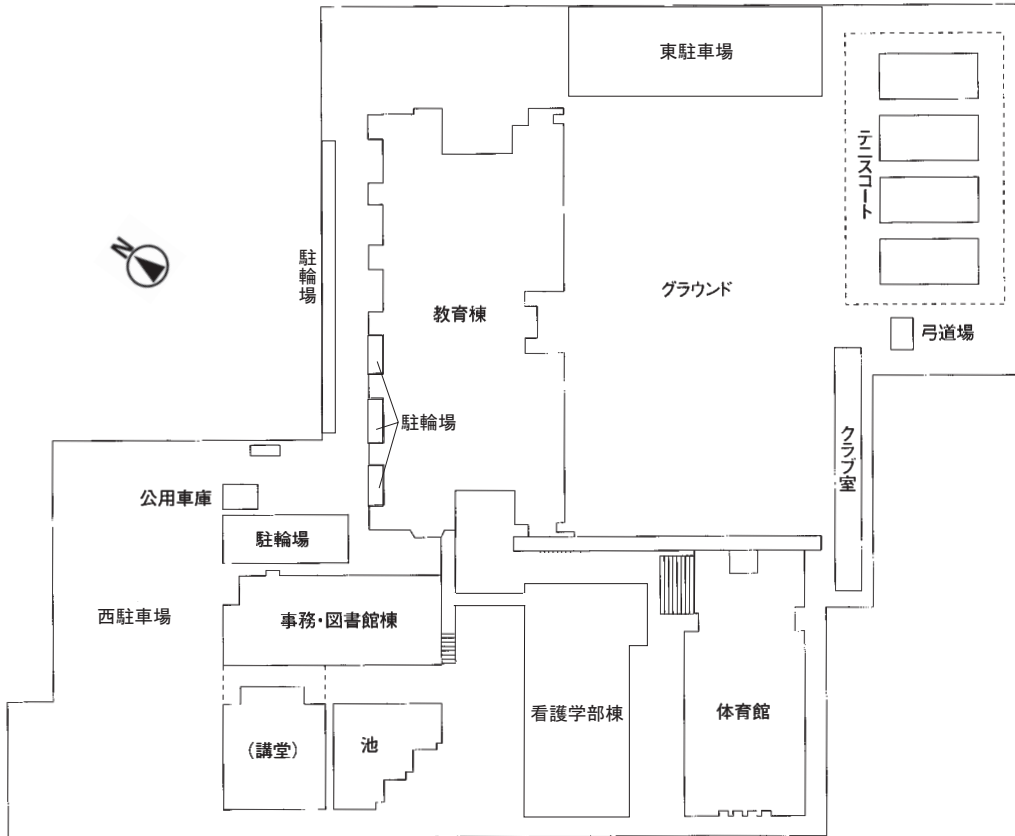 東駐車場
テニスコート
N
駐輪場
グラウンド
教育棟
弓道場
駐輪場
クラブ室
公用車庫
駐輪場
西駐車場
事務・図書館棟
看護学部棟
体育館
(講堂)
池